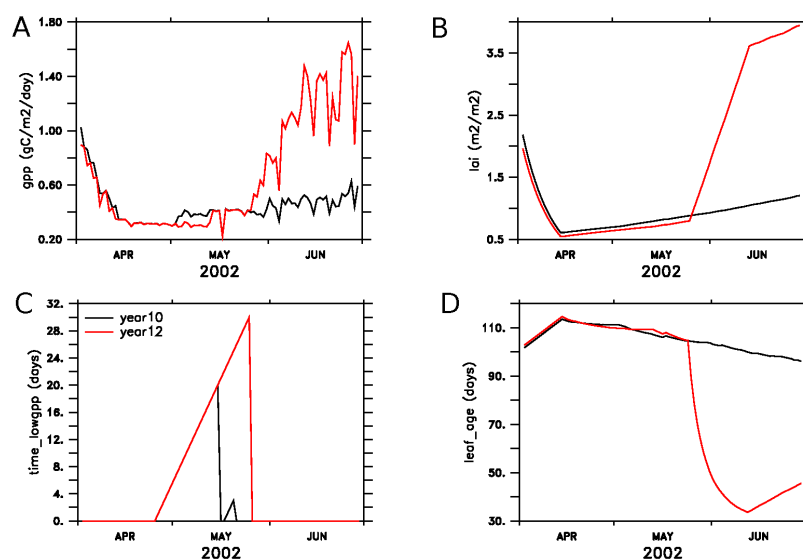 A
gpp (gC/m2/day)
1.80
1.40
1.00
0.60
0.20
APR
MAY
JUN
2002
B
lai (m2/m2)
3.5
2.5
1.5
0.5
APR
MAY
JUN
2002
C
time_lowgpp (days)
32.
28.
24.
20.
16.
12.
8.
4.
0.
year10
year12
APR
MAY
JUN
2002
D
leaf_age (days)
110.
90.
70.
50.
30.
APR
MAY
JUN
2002